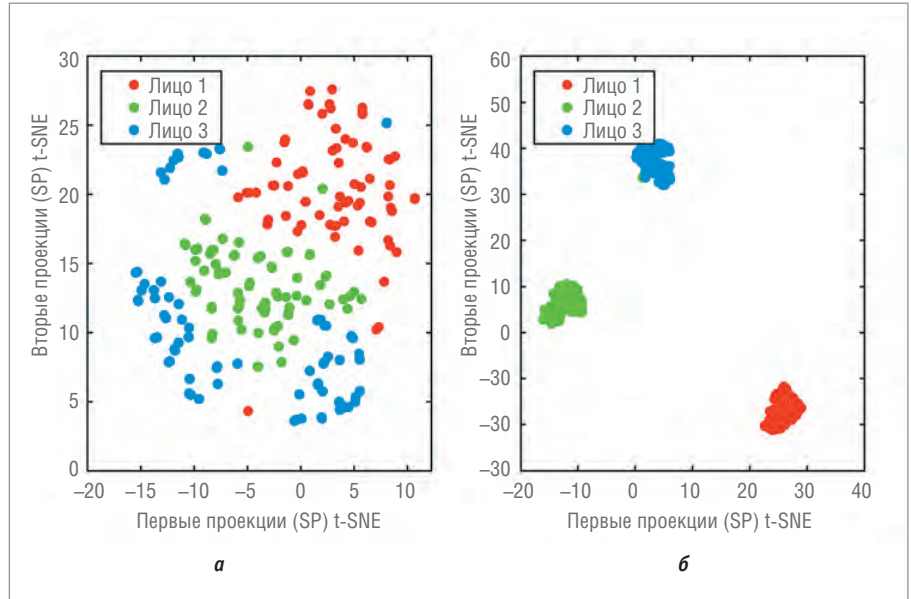 30
25
20
15
10
5
0
Вторые проекции (SP) t-SNE
Лицо 1
Лицо 2
Лицо 3
–20 –15 –10 –5 0 5 10
Первые проекции (SP) t-SNE
а
60
50
40
30
20
10
0
–30
–30
–30
Вторые проекции (SP) t-SNE
Лицо 1
Лицо 2
Лицо 3
–20 –10 0 10 20 30 40
Первые проекции (SP) t-SNE
б